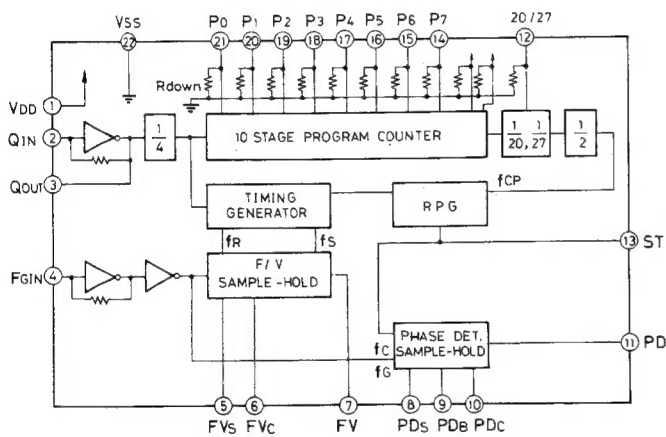 VSS P0 P1 P2 P3 P4 P5 P6 P7 20/27
22 21 20 19 18 17 16 15 14 12
Rdown
VDD 1
QIN 2
1/4
10 STAGE PROGRAM COUNTER
1/20, 1/27
1/2
QOUT 3
TIMING GENERATOR
RPG
fCP
13 ST
fR fS
FGIN 4
F/V SAMPLE-HOLD
PHASE DET. SAMPLE-HOLD
fC
fG
11 PD
5 6 7 8 9 10
FVS FVC FV PDS PDB PDC